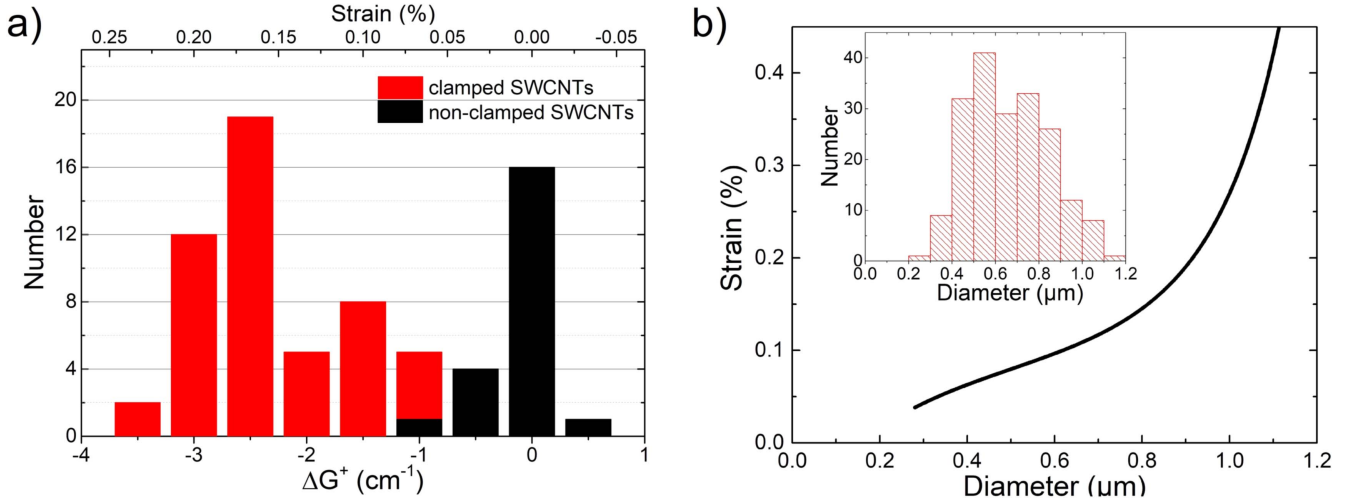 a)
Strain (%)
0.25 0.20 0.15 0.10 0.05 0.00 -0.05
clamped SWCNTs
non-clamped SWCNTs
Number
20
16
12
8
4
0
-4 -3 -2 -1 0 1
ΔG⁺ (cm⁻¹)
b)
Strain (%)
0.4
0.3
0.2
0.1
0.0
0.0 0.2 0.4 0.6 0.8 1.0 1.2
Diameter (µm)
Number
40
30
20
10
0
0.0 0.2 0.4 0.6 0.8 1.0 1.2
Diameter (µm)